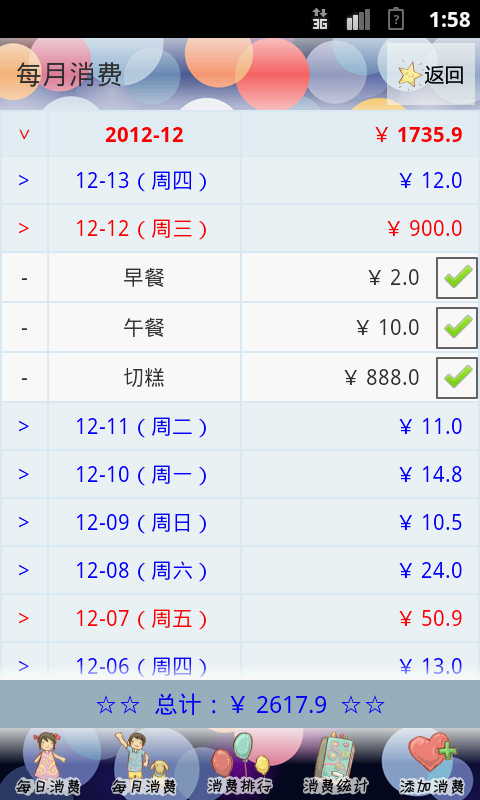 3G 1:58
每月消费 返回
v 2012-12 ¥ 1735.9
> 12-13 ( 周四 ) ¥ 12.0
> 12-12 ( 周三 ) ¥ 900.0
- 早餐 ¥ 2.0
- 午餐 ¥ 10.0
- 切糕 ¥ 888.0
> 12-11 ( 周二 ) ¥ 11.0
> 12-10 ( 周一 ) ¥ 14.8
> 12-09 ( 周日 ) ¥ 10.5
> 12-08 ( 周六 ) ¥ 24.0
> 12-07 ( 周五 ) ¥ 50.9
> 12-06 ( 周四 ) ¥ 13.0
☆☆ 总计：¥ 2617.9 ☆☆
每日消费 每月消费 消费排行 消费统计 添加消费